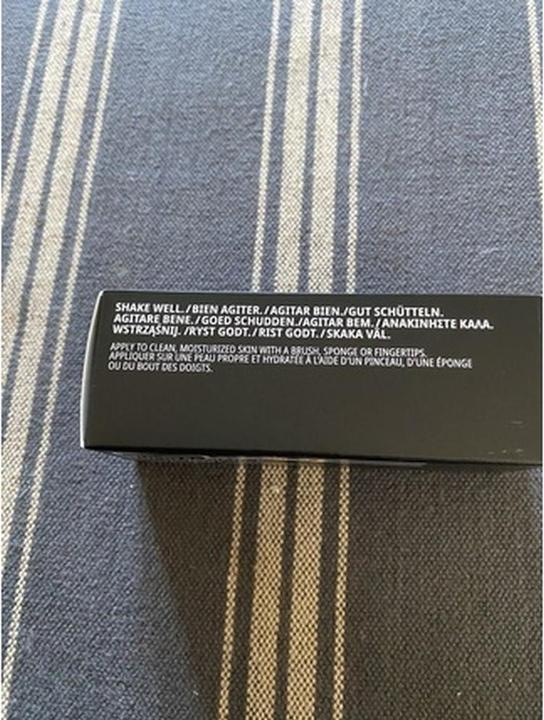 SHAKE WELL./BIEN AGITER./AGITAR BIEN./GUT SCHÜTTELN.
AGITARE BENE./GOED SCHUDDEN./AGITAR BEM./ΑΝΑΚΙΝΗΣΤΕ ΚΑΛΑ.
WSTRZĄŚNIJ. /RYST GODT./RIST GODT./SKAKA VÄL.
APPLY TO CLEAN, MOISTURIZED SKIN WITH A BRUSH, SPONGE OR FINGERTIPS.
APPLIQUER SUR UNE PEAU PROPRE ET HYDRATÉE À L'AIDE D'UN PINCEAU, D'UNE ÉPONGE
OU DU BOUT DES DOIGTS.